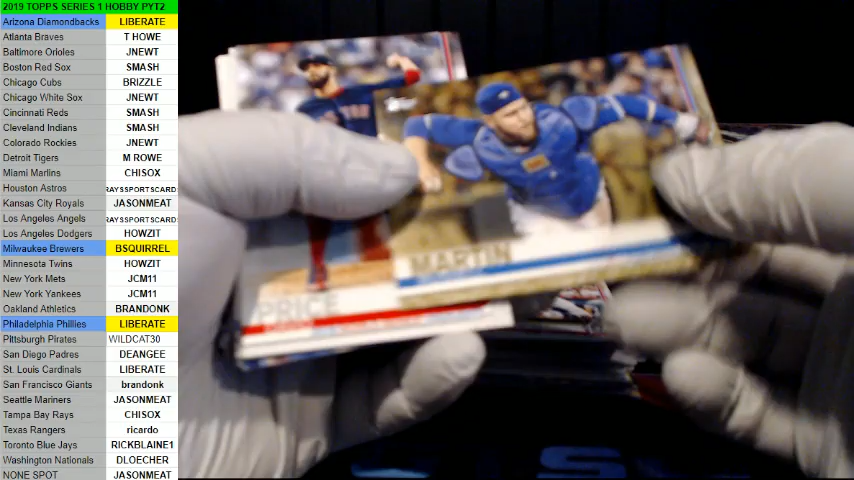 2019 TOPPS SERIES 1 HOBBY PYT2
Arizona Diamondbacks LIBERATE
Atlanta Braves T HOWE
Baltimore Orioles JNEWT
Boston Red Sox SMASH
Chicago Cubs BRIZZLE
Chicago White Sox JNEWT
Cincinnati Reds SMASH
Cleveland Indians SMASH
Colorado Rockies JNEWT
Detroit Tigers M ROWE
Miami Marlins CHISOX
Houston Astros RAYSSPORTSCARD
Kansas City Royals JASONMEAT
Los Angeles Angels RAYSSPORTSCARD
Los Angeles Dodgers HOWZIT
Milwaukee Brewers BSQUIRREL
Minnesota Twins HOWZIT
New York Mets JCM11
New York Yankees JCM11
Oakland Athletics BRANDONK
Philadelphia Phillies LIBERATE
Pittsburgh Pirates WILDCAT30
San Diego Padres DEANGEE
St. Louis Cardinals LIBERATE
San Francisco Giants brandonk
Seattle Mariners JASONMEAT
Tampa Bay Rays CHISOX
Texas Rangers ricardo
Toronto Blue Jays RICKBLAINE1
Washington Nationals DLOECHER
NONE SPOT JASONMEAT
MARTIN
PRICE